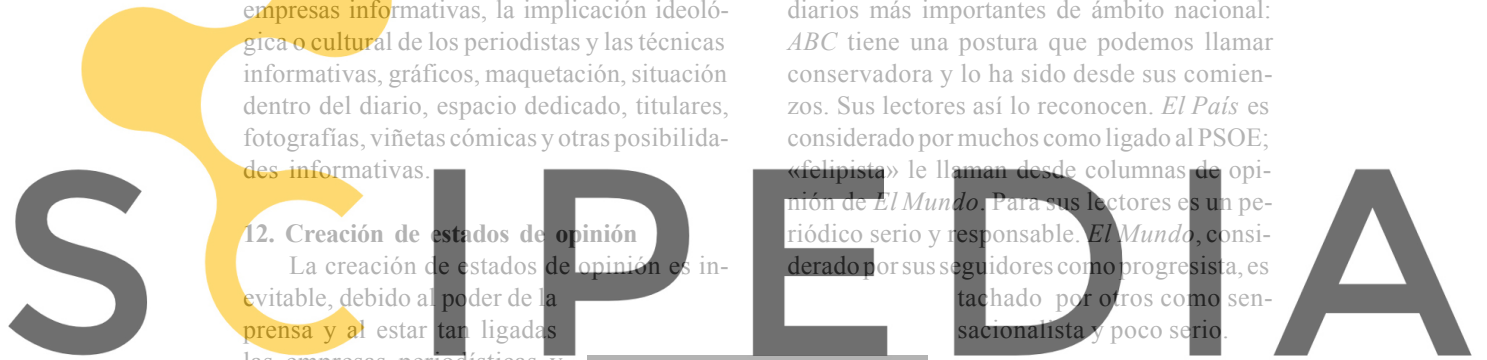 empresas informativas, la implicación ideoló-
gica o cultural de los periodistas y las técnicas
informativas, gráficos, maquetación, situación
dentro del diario, espacio dedicado, titulares,
fotografías, viñetas cómicas y otras posibilida-
des informativas.
12. Creación de estados de opinión
La creación de estados de opinión es in-
evitable, debido al poder de la
prensa y al estar tan ligadas
las empresas periodísticas y
diarios más importantes de ámbito nacional:
ABC tiene una postura que podemos llamar
conservadora y lo ha sido desde sus comien-
zos. Sus lectores así lo reconocen. El País es
considerado por muchos como ligado al PSOE;
«felipista» le llaman desde columnas de opi-
nión de El Mundo. Para sus lectores es un pe-
riódico serio y responsable. El Mundo, consi-
derado por sus seguidores como progresista, es
tachado por otros como sen-
sacionalista y poco serio.
SCIPEDIA